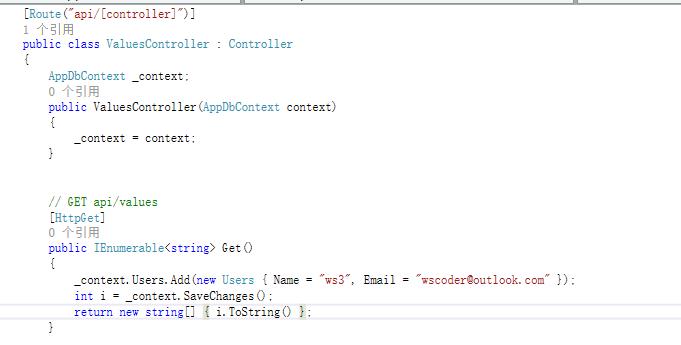 [Route("api/[controller]")]
1 个引用
public class ValuesController : Controller
{
AppDbContext _context;
0 个引用
public ValuesController(AppDbContext context)
{
_context = context;
}
// GET api/values
[HttpGet]
0 个引用
public IEnumerable<string> Get()
{
_context.Users.Add(new Users { Name = "ws3", Email = "wscoder@outlook.com" });
int i = _context.SaveChanges();
return new string[] { i.ToString() };
}